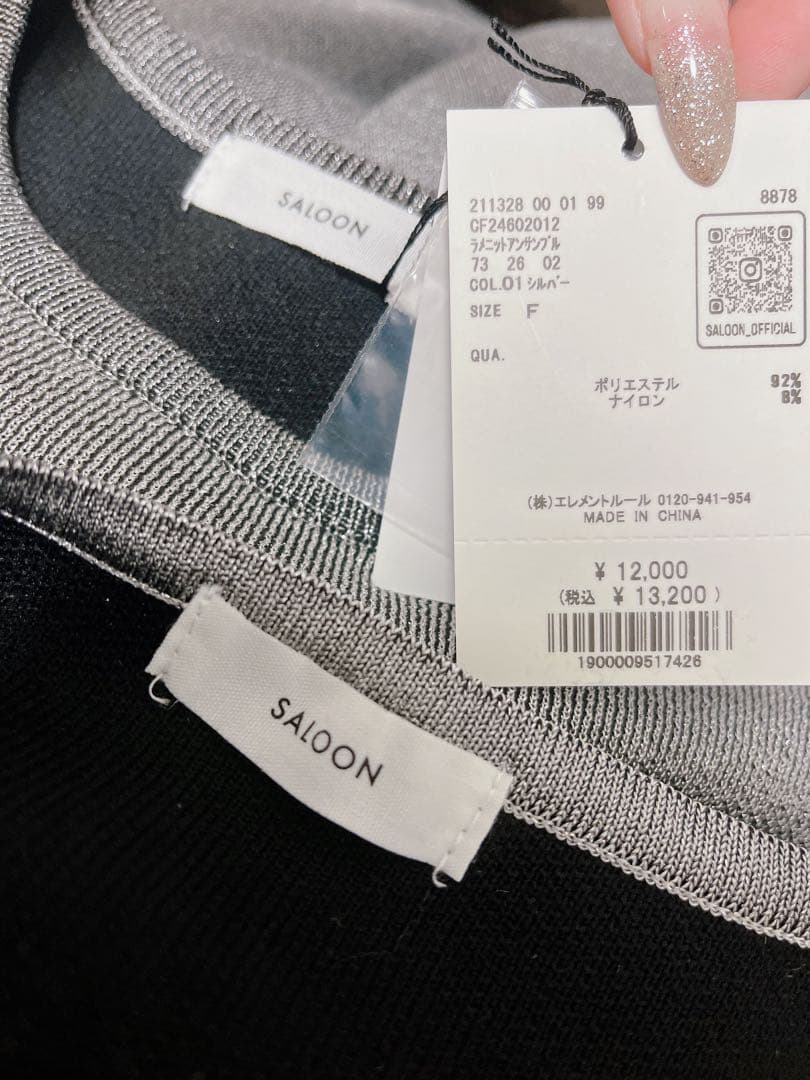 SALOON
211328 00 01 99
8878
CF24602012
ラメニットアンサンブル
73 26 02
COL.01 シルバー
SIZE F
SALOON_OFFICIAL
QUA.
ポリエステル 92%
ナイロン 8%
(株)エレメントルール 0120-941-954
MADE IN CHINA
¥ 12,000
(税込 ¥ 13,200 )
1900009517426
SALOON